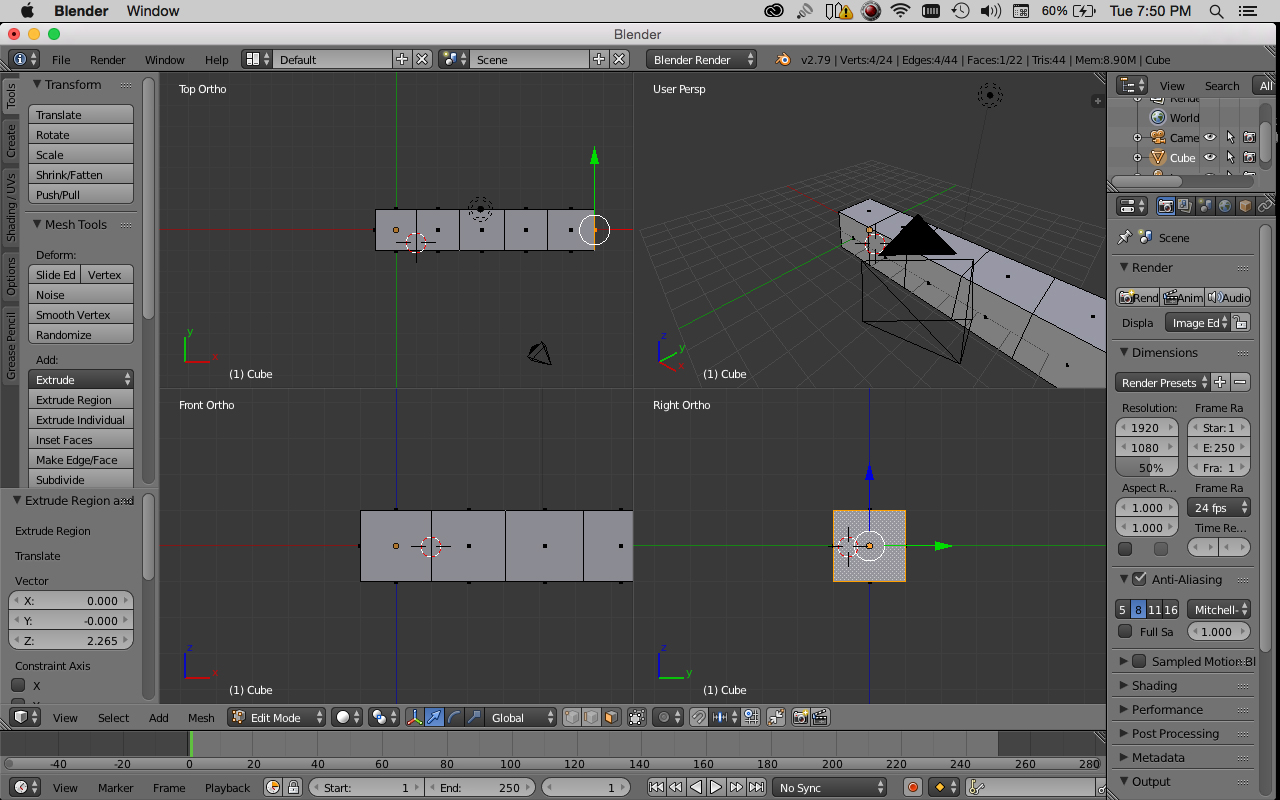 Blender Window 60% Tue 7:50 PM
Blender
File Render Window Help Default Scene Blender Render v2.79 | Verts:4/24 | Edges:4/44 | Faces:1/22 | Tris:44 | Mem:8.90M | Cube
Tools
Create
Shading / UVs
Options
Grease Pencil
Transform
Translate
Rotate
Scale
Shrink/Fatten
Push/Pull
Mesh Tools
Deform:
Slide Ed Vertex
Noise
Smooth Vertex
Randomize
Add:
Extrude
Extrude Region
Extrude Individual
Inset Faces
Make Edge/Face
Subdivide
Extrude Region and
Extrude Region
Translate
Vector
X: 0.000
Y: -0.000
Z: 2.265
Constraint Axis
X
Top Ortho
y
x
(1) Cube
User Persp
z
y
x
(1) Cube
Front Ortho
z
x
(1) Cube
Right Ortho
z
y
(1) Cube
View Search All
World
Came
Cube
Scene
Render
Rend Anim Audio
Displa Image Ed
Dimensions
Render Presets
Resolution: Frame Ra
1920 Star: 1
1080 E: 250
50% Fra: 1
Aspect R... Frame Ra
1.000 24 fps
1.000 Time Re...
Anti-Aliasing
5 8 11 16 Mitchell-
Full Sa 1.000
Sampled Motion Bl
Shading
Performance
Post Processing
Metadata
Output
View Select Add Mesh Edit Mode Global
-40 -20 0 20 40 60 80 100 120 140 160 180 200 220 240 260 280
View Marker Frame Playback Start: 1 End: 250 1 No Sync